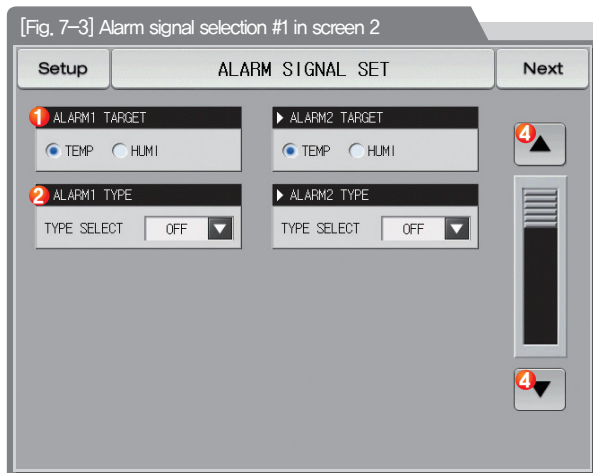 [Fig. 7-3] Alarm signal selection #1 in screen 2
Setup ALARM SIGNAL SET Next
1 ALARM1 TARGET ▶ ALARM2 TARGET 4 ▲
TEMP HUMI TEMP HUMI
2 ALARM1 TYPE ▶ ALARM2 TYPE
TYPE SELECT OFF ▼ TYPE SELECT OFF ▼
4 ▼